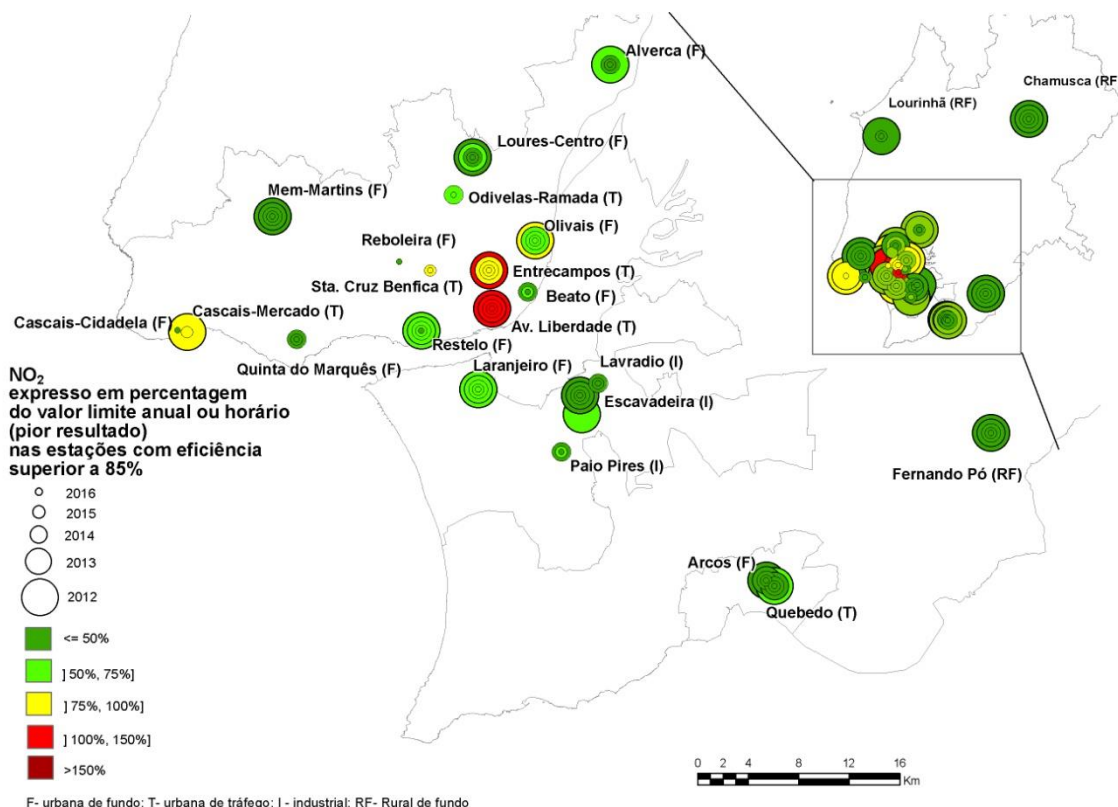 Alverca (F)
Chamusca (RF
Lourinhã (RF)
Loures-Centro (F)
Mem-Martins (F)
Odivelas-Ramada (T)
Olivais (F)
Reboleira (F)
Entrecampos (T)
Sta. Cruz Benfica (T)
Beato (F)
Cascais-Mercado (T)
Cascais-Cidadela (F)
Av. Liberdade (T)
Restelo (F)
Quinta do Marquês (F)
Laranjeiro (F)
Lavradio (I)
Escavadeira (I)
Paio Pires (I)
Fernando Pó (RF)
Arcos (F)
Quebedo (T)
NO2
expresso em percentagem
do valor limite anual ou horário
(pior resultado)
nas estações com eficiência
superior a 85%
2016
2015
2014
2013
2012
<= 50%
] 50%, 75%]
] 75%, 100%]
] 100%, 150%]
>150%
0 2 4 8 12 16
Km
F- urbana de fundo; T- urbana de tráfego; I - industrial; RF- Rural de fundo